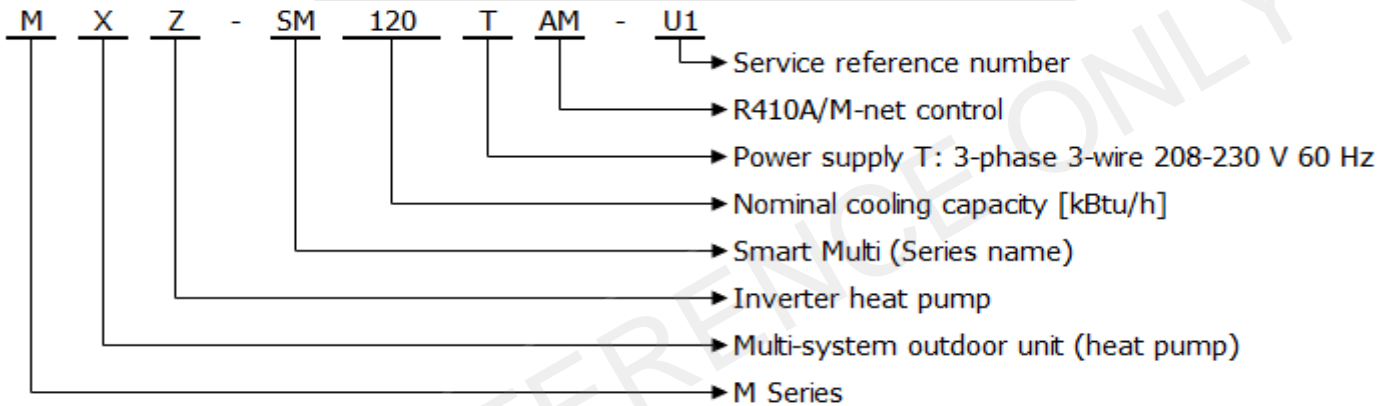 M X Z - SM 120 T AM - U1
Service reference number
R410A/M-net control
Power supply T: 3-phase 3-wire 208-230 V 60 Hz
Nominal cooling capacity [kBtu/h]
Smart Multi (Series name)
Inverter heat pump
Multi-system outdoor unit (heat pump)
M Series
ERENCE ONLY